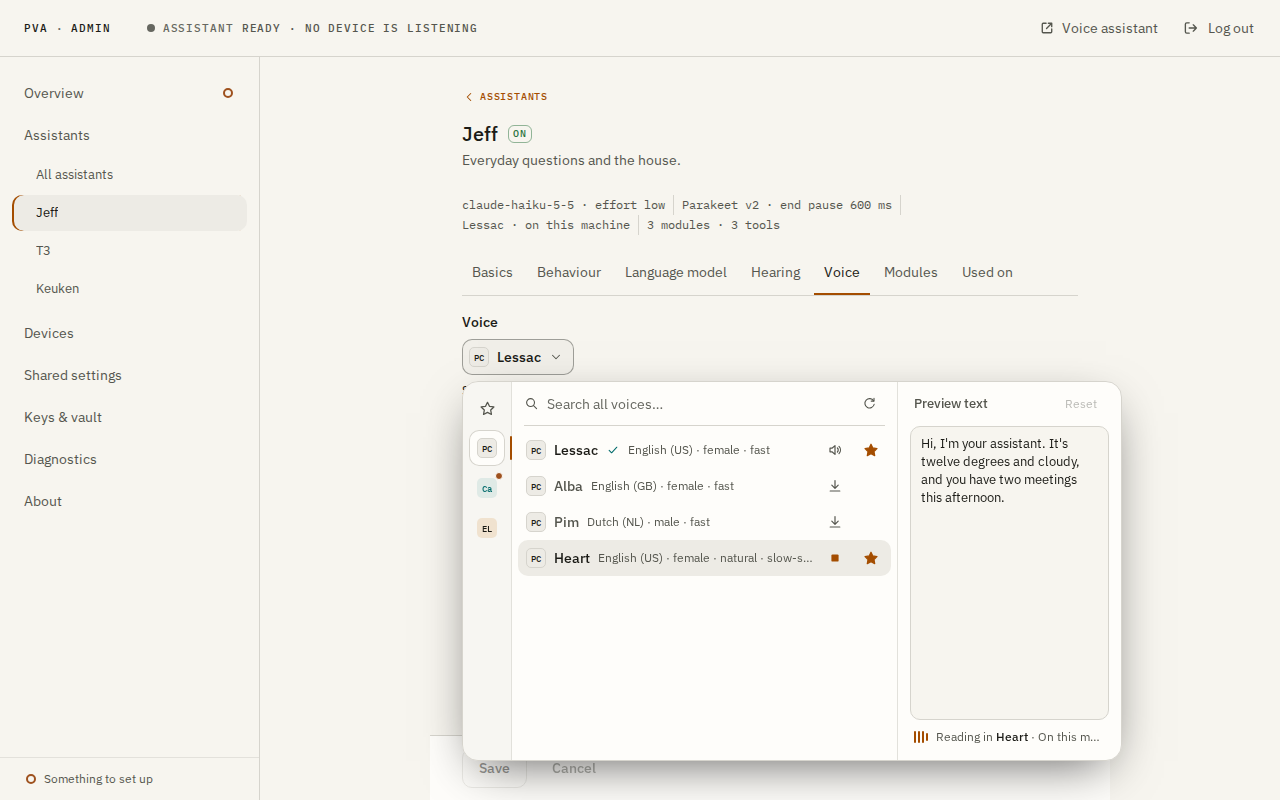 PVA · ADMIN
ASSISTANT READY · NO DEVICE IS LISTENING
Voice assistant
Log out
Overview
Assistants
All assistants
Jeff
T3
Keuken
Devices
Shared settings
Keys & vault
Diagnostics
About
Something to set up
ASSISTANTS
Jeff ON
Everyday questions and the house.
claude-haiku-5-5 · effort low | Parakeet v2 · end pause 600 ms |
Lessac · on this machine | 3 modules · 3 tools
Basics Behaviour Language model Hearing Voice Modules Used on
Voice
PC Lessac
Search all voices...
PC
Ca
EL
PC Lessac English (US) · female · fast
PC Alba English (GB) · female · fast
PC Pim Dutch (NL) · male · fast
PC Heart English (US) · female · natural · slow-s...
Preview text Reset
Hi, I'm your assistant. It's
twelve degrees and cloudy,
and you have two meetings
this afternoon.
Reading in Heart · On this m...
Save Cancel